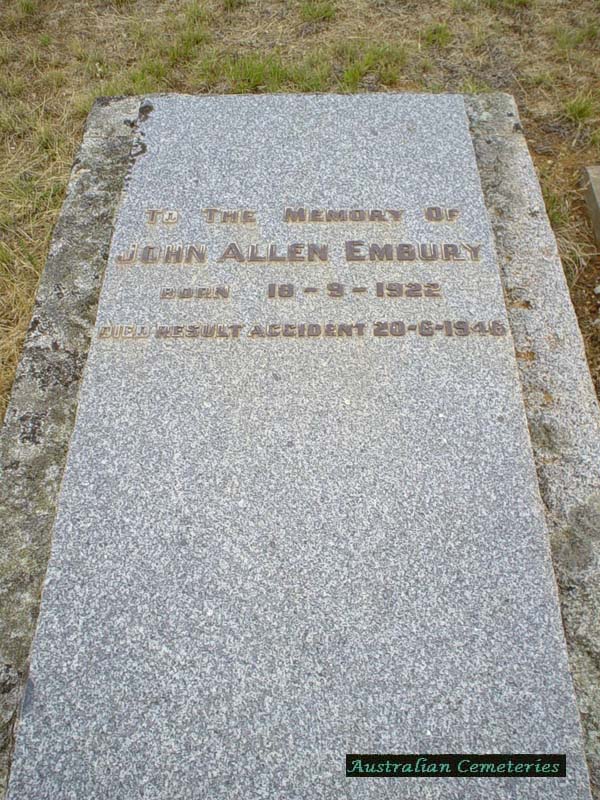 To The Memory Of
John Allen Embury
Born 18-9-1922
Died Result Accident 20-6-1946
Australian Cemeteries